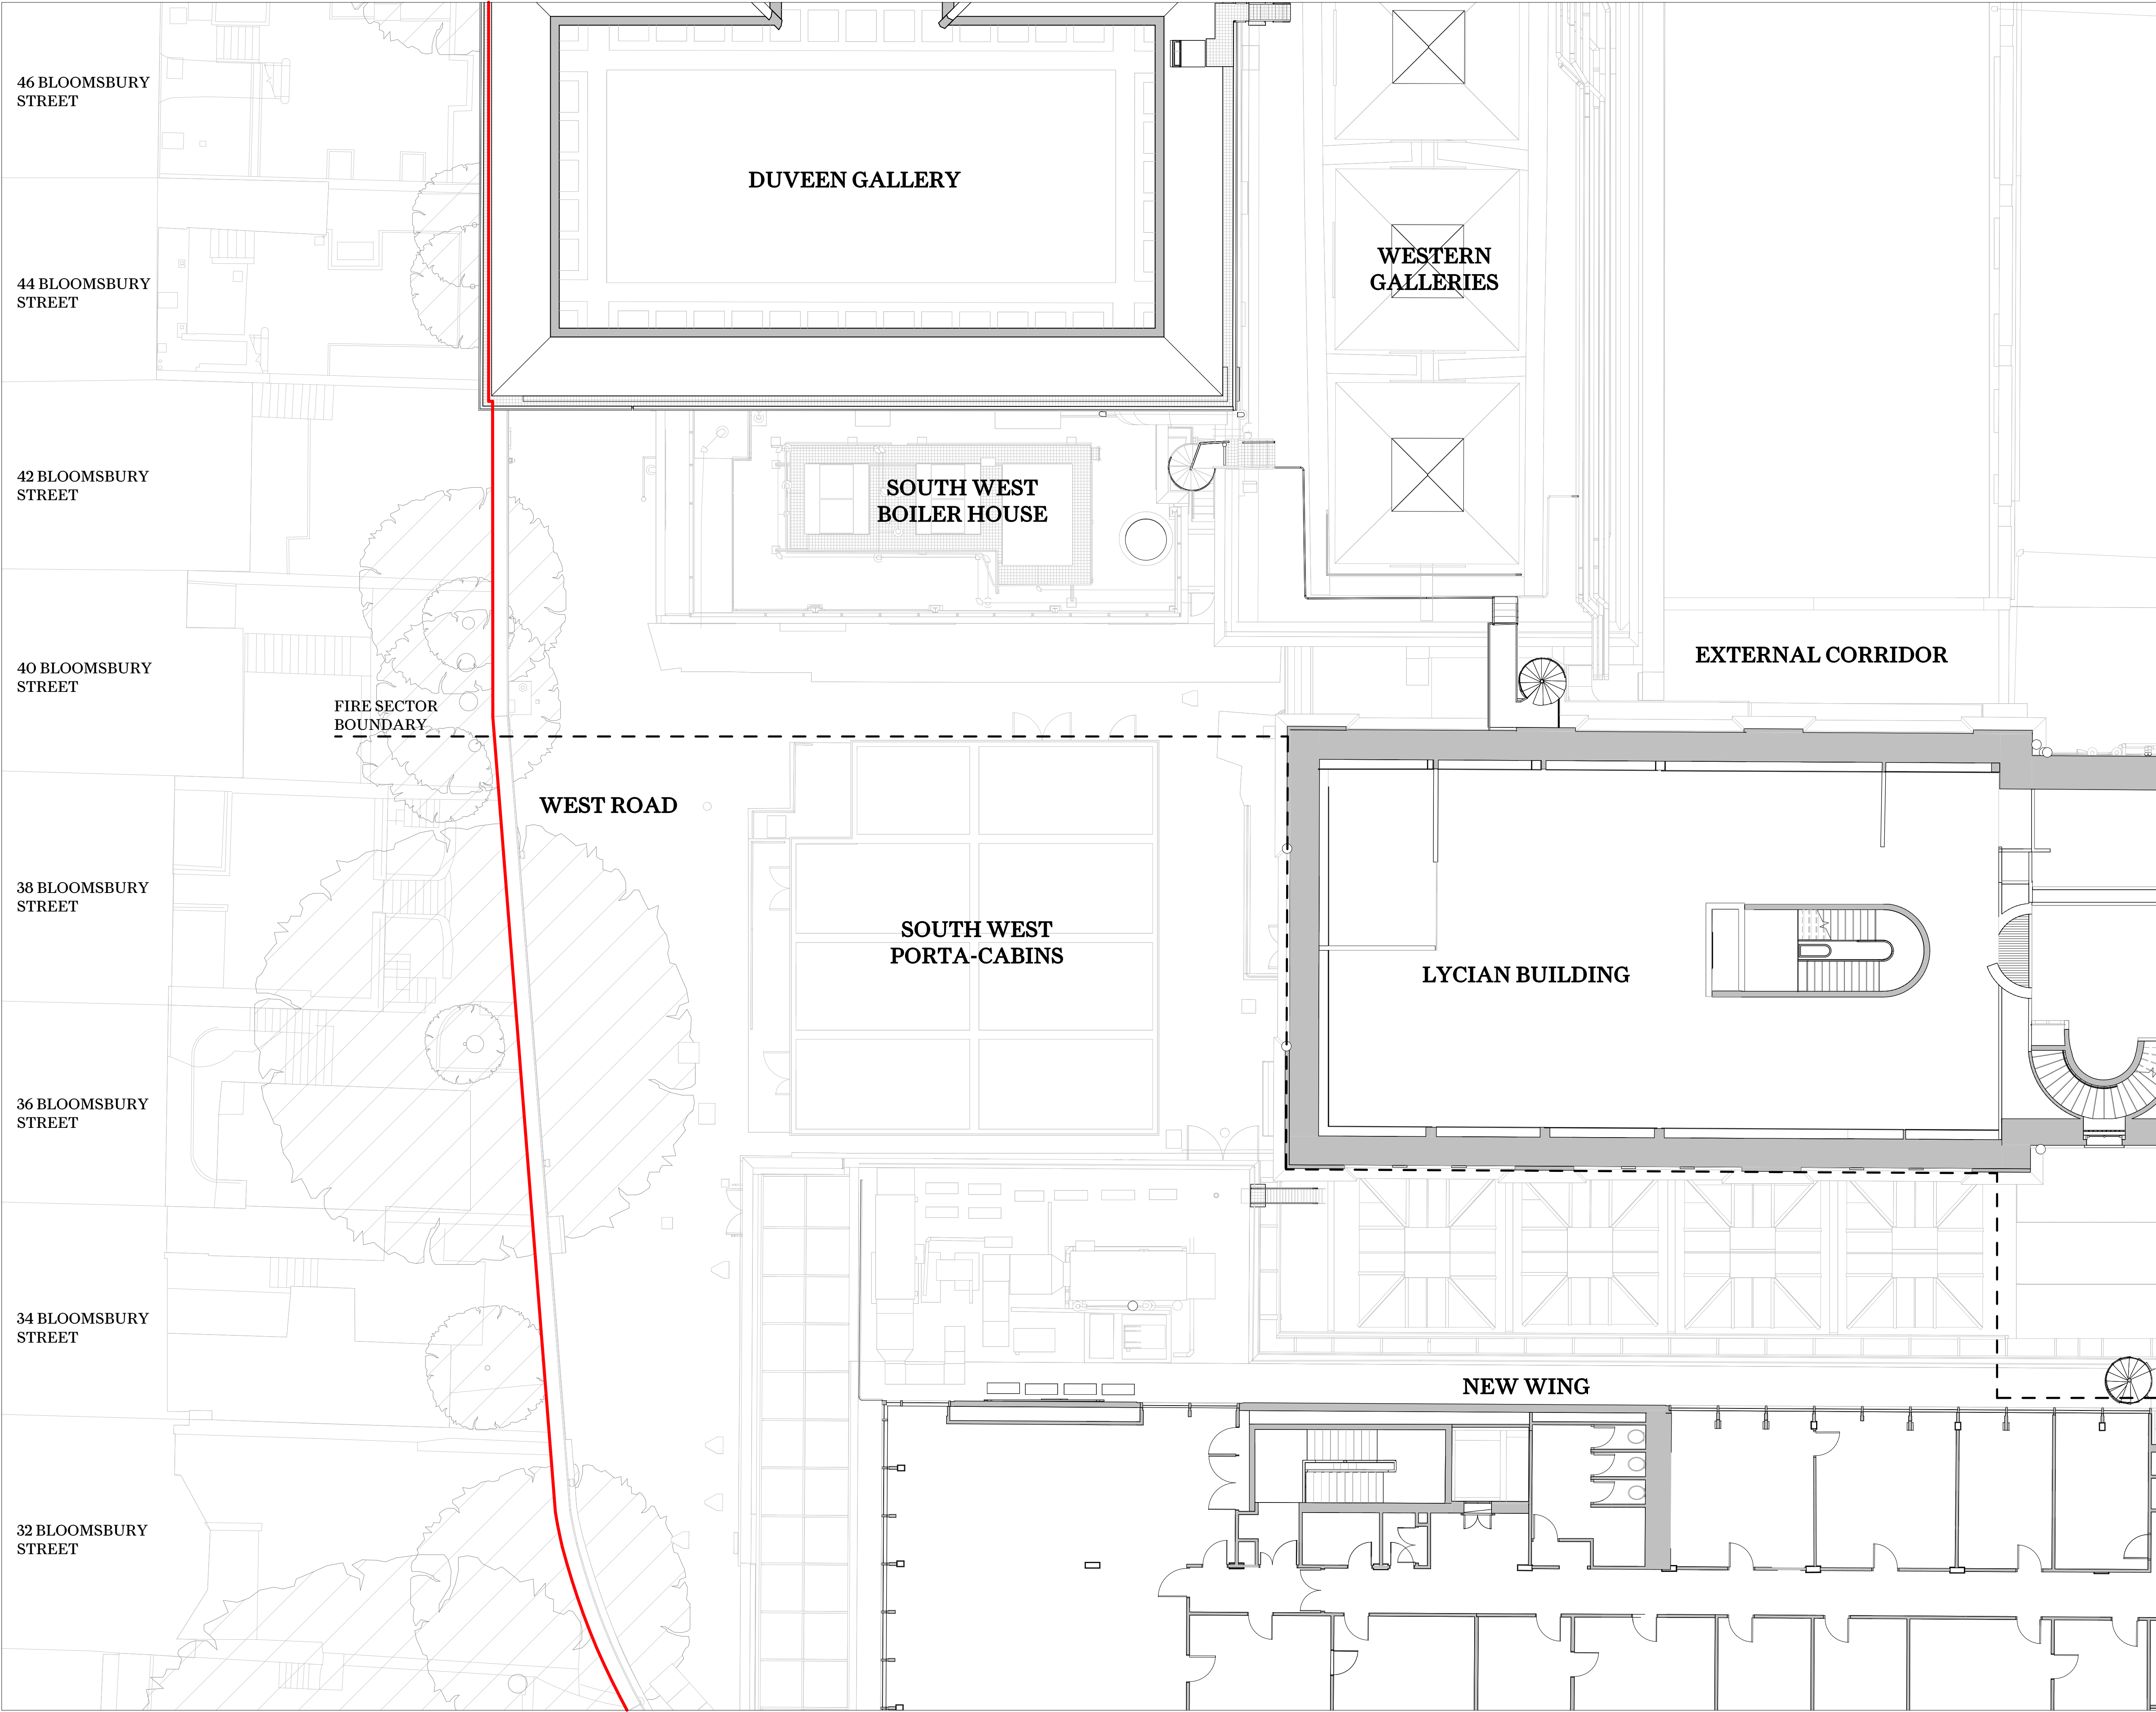 46 BLOOMSBURY
STREET
DUVEEN GALLERY
WESTERN
GALLERIES
44 BLOOMSBURY
STREET
42 BLOOMSBURY
STREET
SOUTH WEST
BOILER HOUSE
40 BLOOMSBURY
STREET
EXTERNAL CORRIDOR
FIRE SECTOR
BOUNDARY
WEST ROAD
38 BLOOMSBURY
STREET
SOUTH WEST
PORTA-CABINS
LYCIAN BUILDING
36 BLOOMSBURY
STREET
34 BLOOMSBURY
STREET
NEW WING
32 BLOOMSBURY
STREET